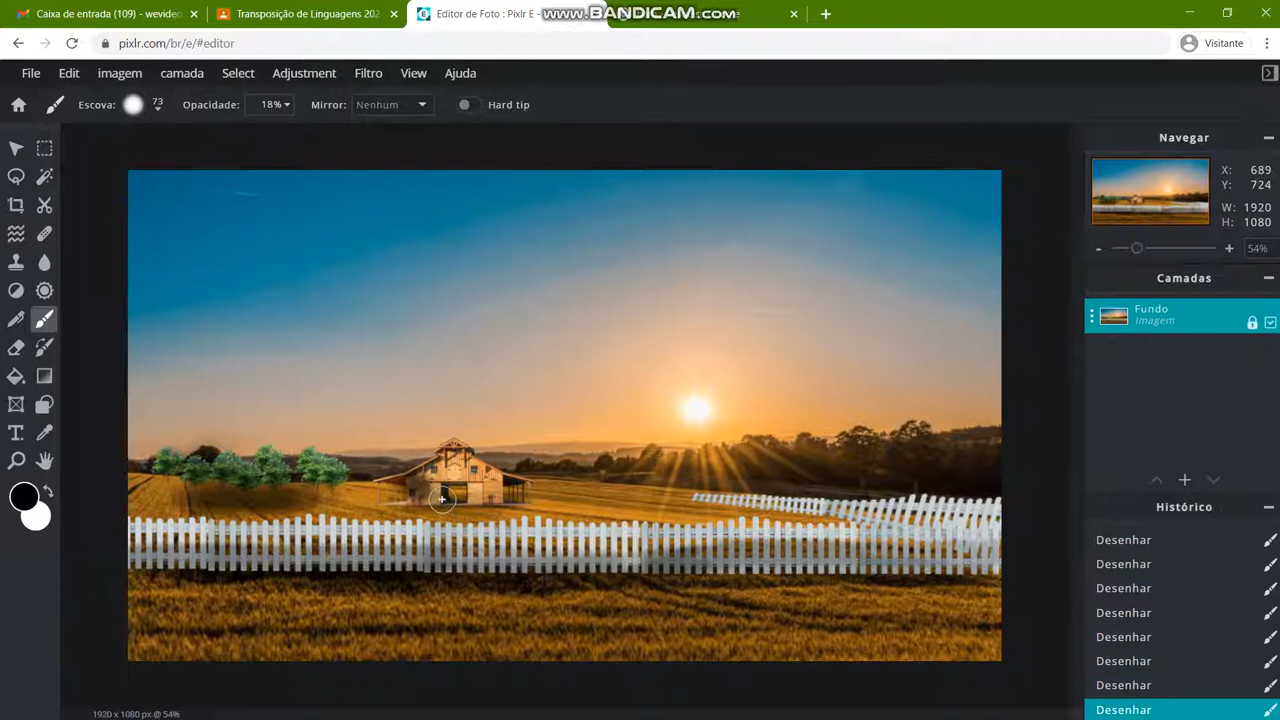 Caixa de entrada (109) - wevideo
Transposição de Linguagens 202
Editor de Foto : Pixlr E -
WWW.BANDICAM.COM
pixlr.com/br/e/#editor
Visitante
File Edit imagem camada Select Adjustment Filtro View Ajuda
Escova: 73 Opacidade: 18% Mirror: Nenhum Hard tip
Navegar
X: 689
Y: 724
W: 1920
H: 1080
54%
Camadas
Fundo
Imagem
Histórico
Desenhar
Desenhar
Desenhar
Desenhar
Desenhar
Desenhar
Desenhar
Desenhar
1920 x 1080 px @ 54%